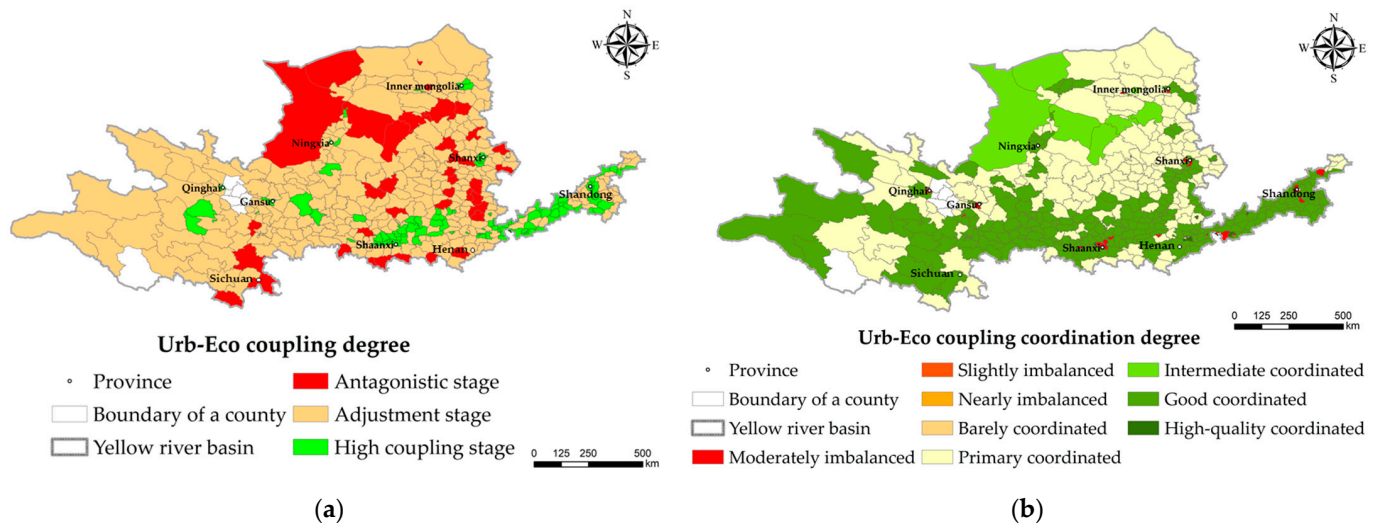 N
W E
S
Inner mongolia
Ningxia
Shanxi
Qinghai
Gansu
Shandong
Shaanxi
Henan
Sichuan
Urb-Eco coupling degree
Province
Antagonistic stage
Boundary of a county
Adjustment stage
Yellow river basin
High coupling stage
0 125 250 500
km
(a)
N
W E
S
Inner mongolia
Ningxia
Shanxi
Qinghai
Gansu
Shandong
Shaanxi
Henan
Sichuan
0 125 250 500
km
Urb-Eco coupling coordination degree
Province
Slightly imbalanced
Intermediate coordinated
Boundary of a county
Nearly imbalanced
Good coordinated
Yellow river basin
Barely coordinated
High-quality coordinated
Moderately imbalanced
Primary coordinated
(b)